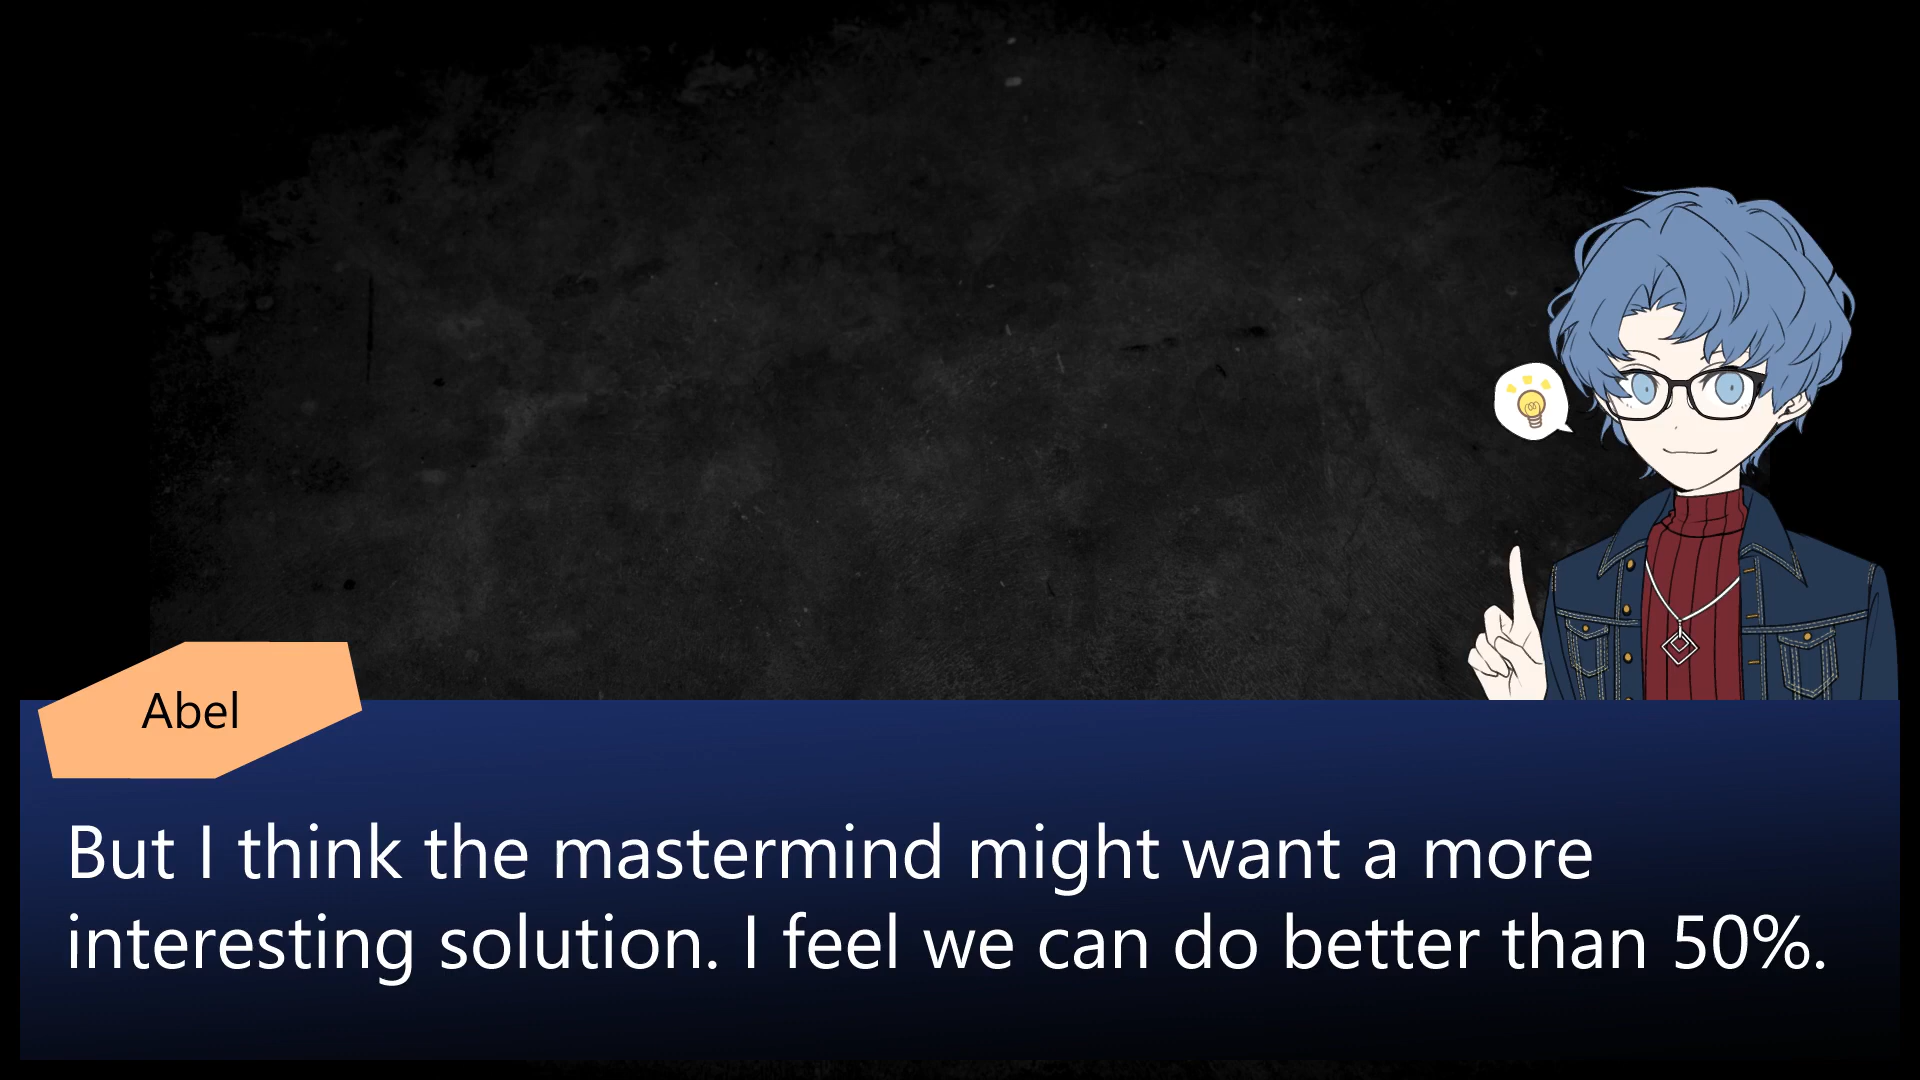 Abel
But I think the mastermind might want a more
interesting solution. I feel we can do better than 50%.